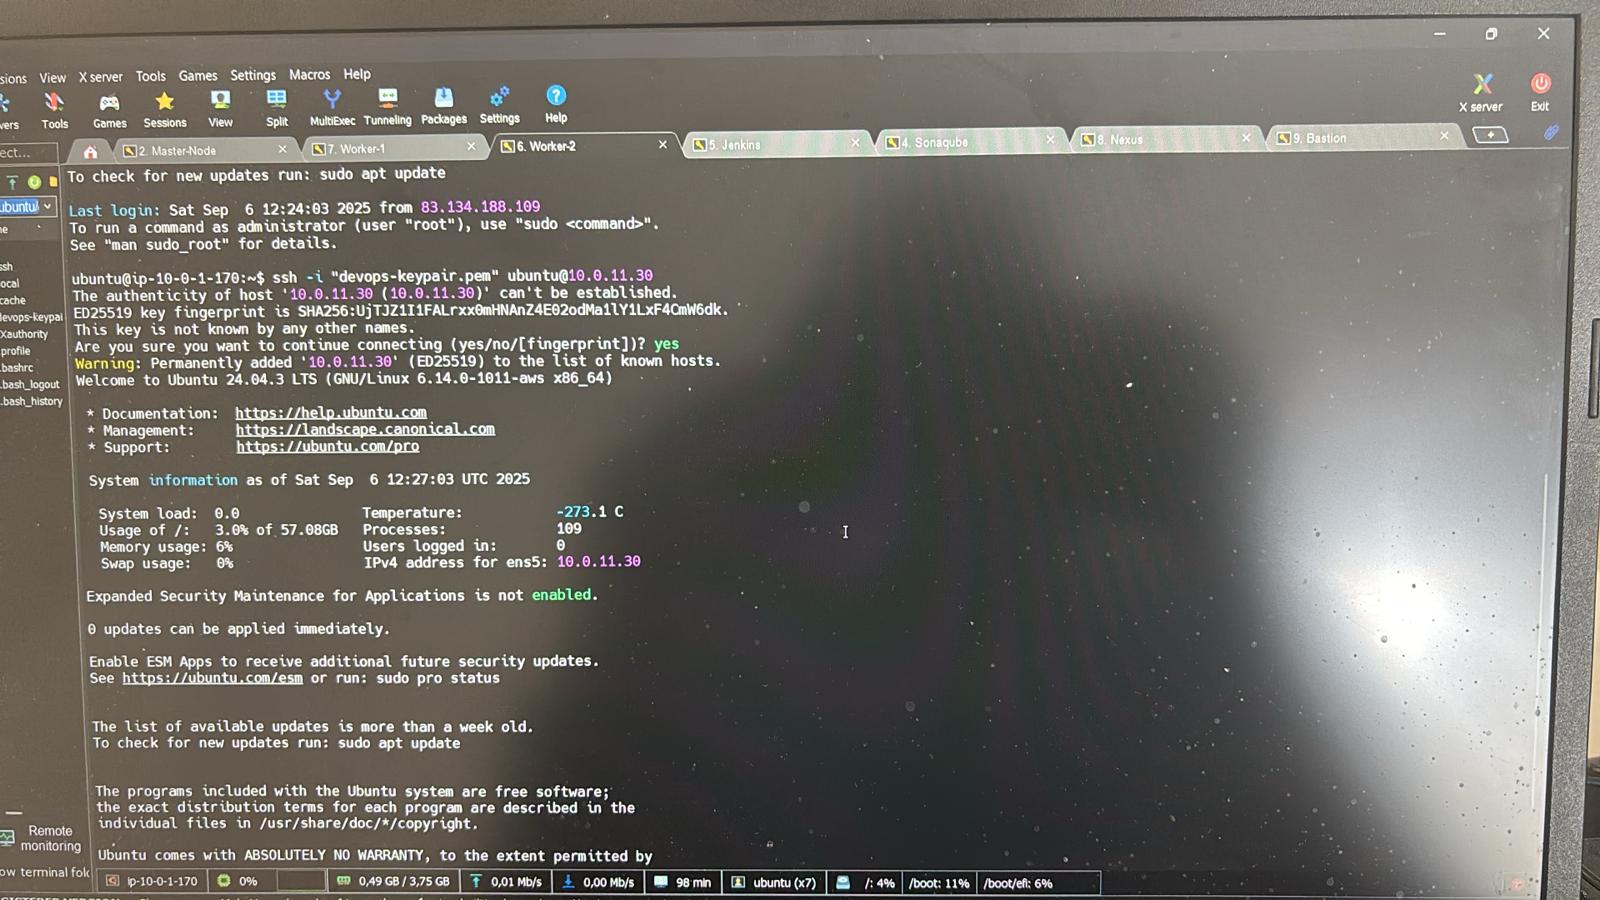 sions View X server Tools Games Settings Macros Help
vers Tools Games Sessions View Split MultiExec Tunneling Packages Settings Help X server Exit
ect... 2. Master-Node 7. Worker-1 6. Worker-2 5. Jenkins 4. Sonaqube 8. Nexus 9. Bastion
To check for new updates run: sudo apt update
ubuntu/
Last login: Sat Sep 6 12:24:03 2025 from 83.134.188.109
To run a command as administrator (user "root"), use "sudo <command>".
See "man sudo_root" for details.
me
ssh
ocal
cache
devops-keypai
Xauthority
.profile
.bashrc
.bash_logout
.bash_history
ubuntu@ip-10-0-1-170:~$ ssh -i "devops-keypair.pem" ubuntu@10.0.11.30
The authenticity of host '10.0.11.30 (10.0.11.30)' can't be established.
ED25519 key fingerprint is SHA256:UjTJZ1I1FALrxx0mHNAnZ4E02odMa1lY1LxF4CmW6dk.
This key is not known by any other names.
Are you sure you want to continue connecting (yes/no/[fingerprint])? yes
Warning: Permanently added '10.0.11.30' (ED25519) to the list of known hosts.
Welcome to Ubuntu 24.04.3 LTS (GNU/Linux 6.14.0-1011-aws x86_64)
* Documentation: https://help.ubuntu.com
* Management: https://landscape.canonical.com
* Support: https://ubuntu.com/pro
System information as of Sat Sep 6 12:27:03 UTC 2025
System load: 0.0 Temperature: -273.1 C
Usage of /: 3.0% of 57.08GB Processes: 109
Memory usage: 6% Users logged in: 0
Swap usage: 0% IPv4 address for ens5: 10.0.11.30
Expanded Security Maintenance for Applications is not enabled.
0 updates can be applied immediately.
Enable ESM Apps to receive additional future security updates.
See https://ubuntu.com/esm or run: sudo pro status
The list of available updates is more than a week old.
To check for new updates run: sudo apt update
The programs included with the Ubuntu system are free software;
the exact distribution terms for each program are described in the
individual files in /usr/share/doc/*/copyright.
Ubuntu comes with ABSOLUTELY NO WARRANTY, to the extent permitted by
Remote
monitoring
ow terminal fol
ip-10-0-1-170 0% 0,49 GB / 3,75 GB 0,01 Mb/s 0,00 Mb/s 98 min ubuntu (x7) /: 4% /boot: 11% /boot/efi: 6%